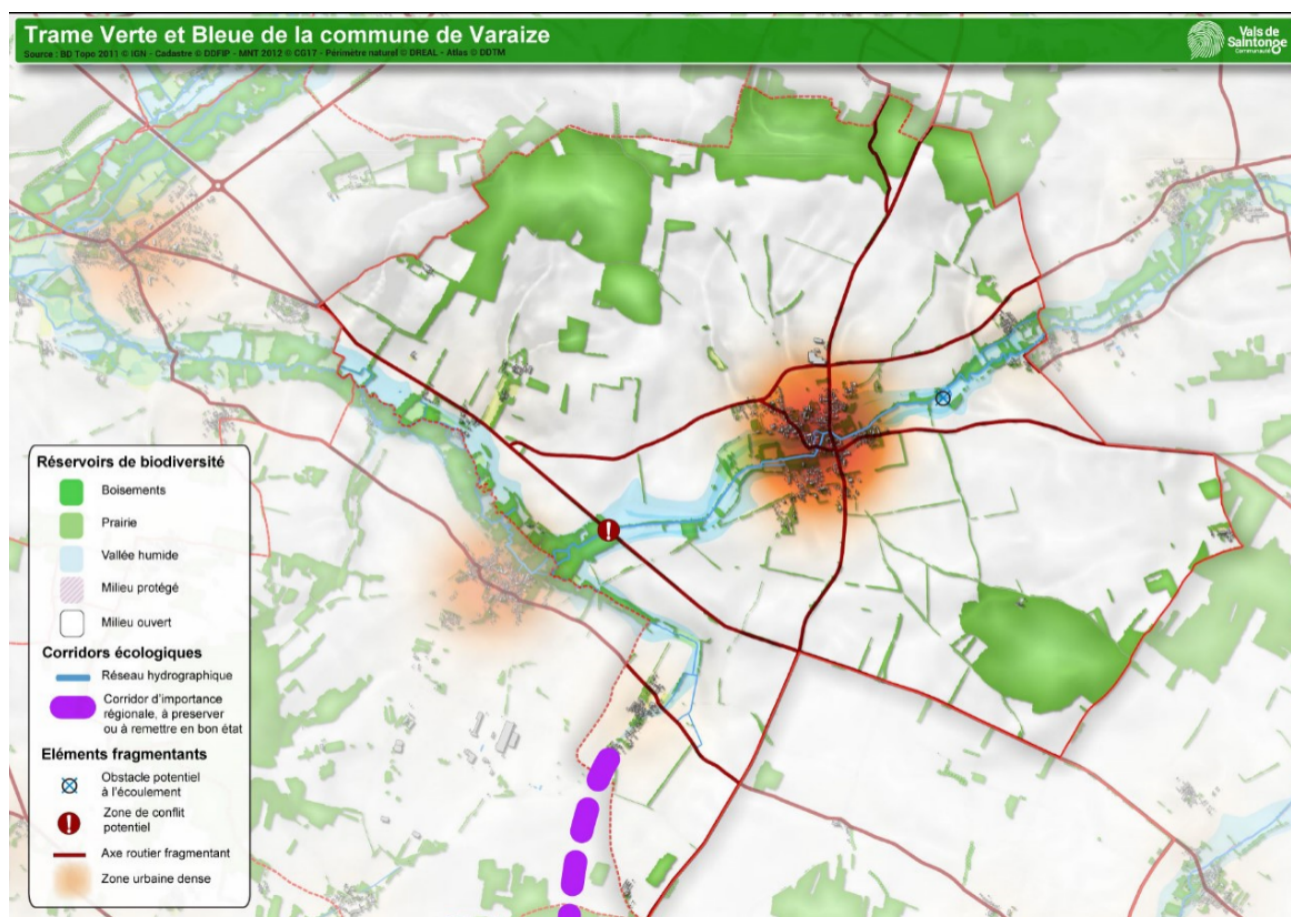 Trame Verte et Bleue de la commune de Varaize
Source : BD Topo 2011 © IGN - Cadastre © DDFIP - MNT 2012 © CG17 - Périmètre naturel © DREAL - Atlas © DDTM
Vals de
Saintonge
Communauté
Réservoirs de biodiversité
Boisements
Prairie
Vallée humide
Milieu protégé
Milieu ouvert
Corridors écologiques
Réseau hydrographique
Corridor d'importance
régionale, à preserver
ou à remettre en bon état
Eléments fragmentants
Obstacle potentiel
à l'écoulement
Zone de conflit
potentiel
Axe routier fragmentant
Zone urbaine dense